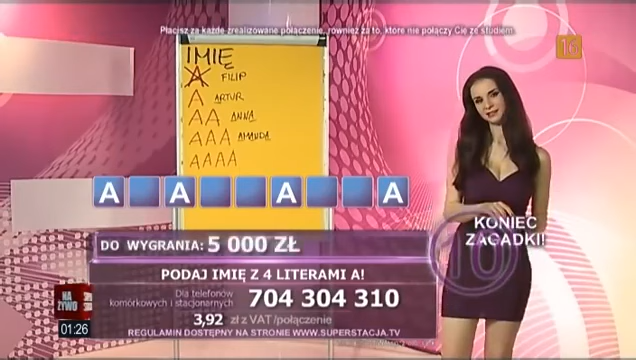 Płacisz za każde zrealizowane połączenie, również za to, które nie połączy Cię ze studiem.
16
IMIĘ
A FILIP
A ARTUR
AA ANNA
AAA AMANDA
AAAA
A A A A
KONIEC
ZAGADKI!
10
DO WYGRANIA: 5 000 ZŁ
PODAJ IMIĘ Z 4 LITERAMI A!
Dla telefonów
komórkowych i stacjonarnych 704 304 310
3,92 zł z VAT/połączenie
REGULAMIN DOSTĘPNY NA STRONIE WWW.SUPERSTACJA.TV
NA
ŻYWO
01:26